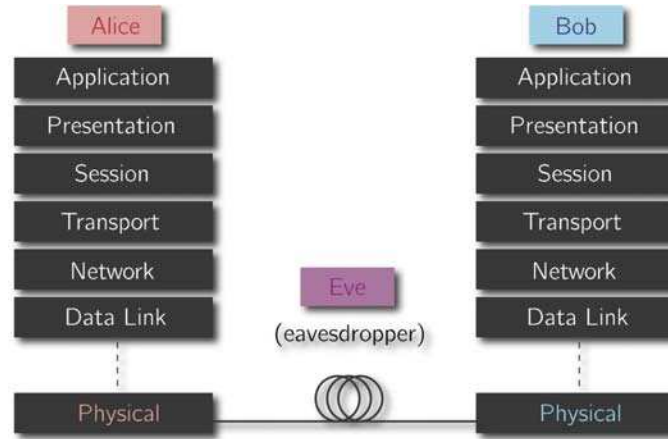 Alice
Application
Presentation
Session
Transport
Network
Data Link
Physical
Eve
(eavesdropper)
Bob
Application
Presentation
Session
Transport
Network
Data Link
Physical